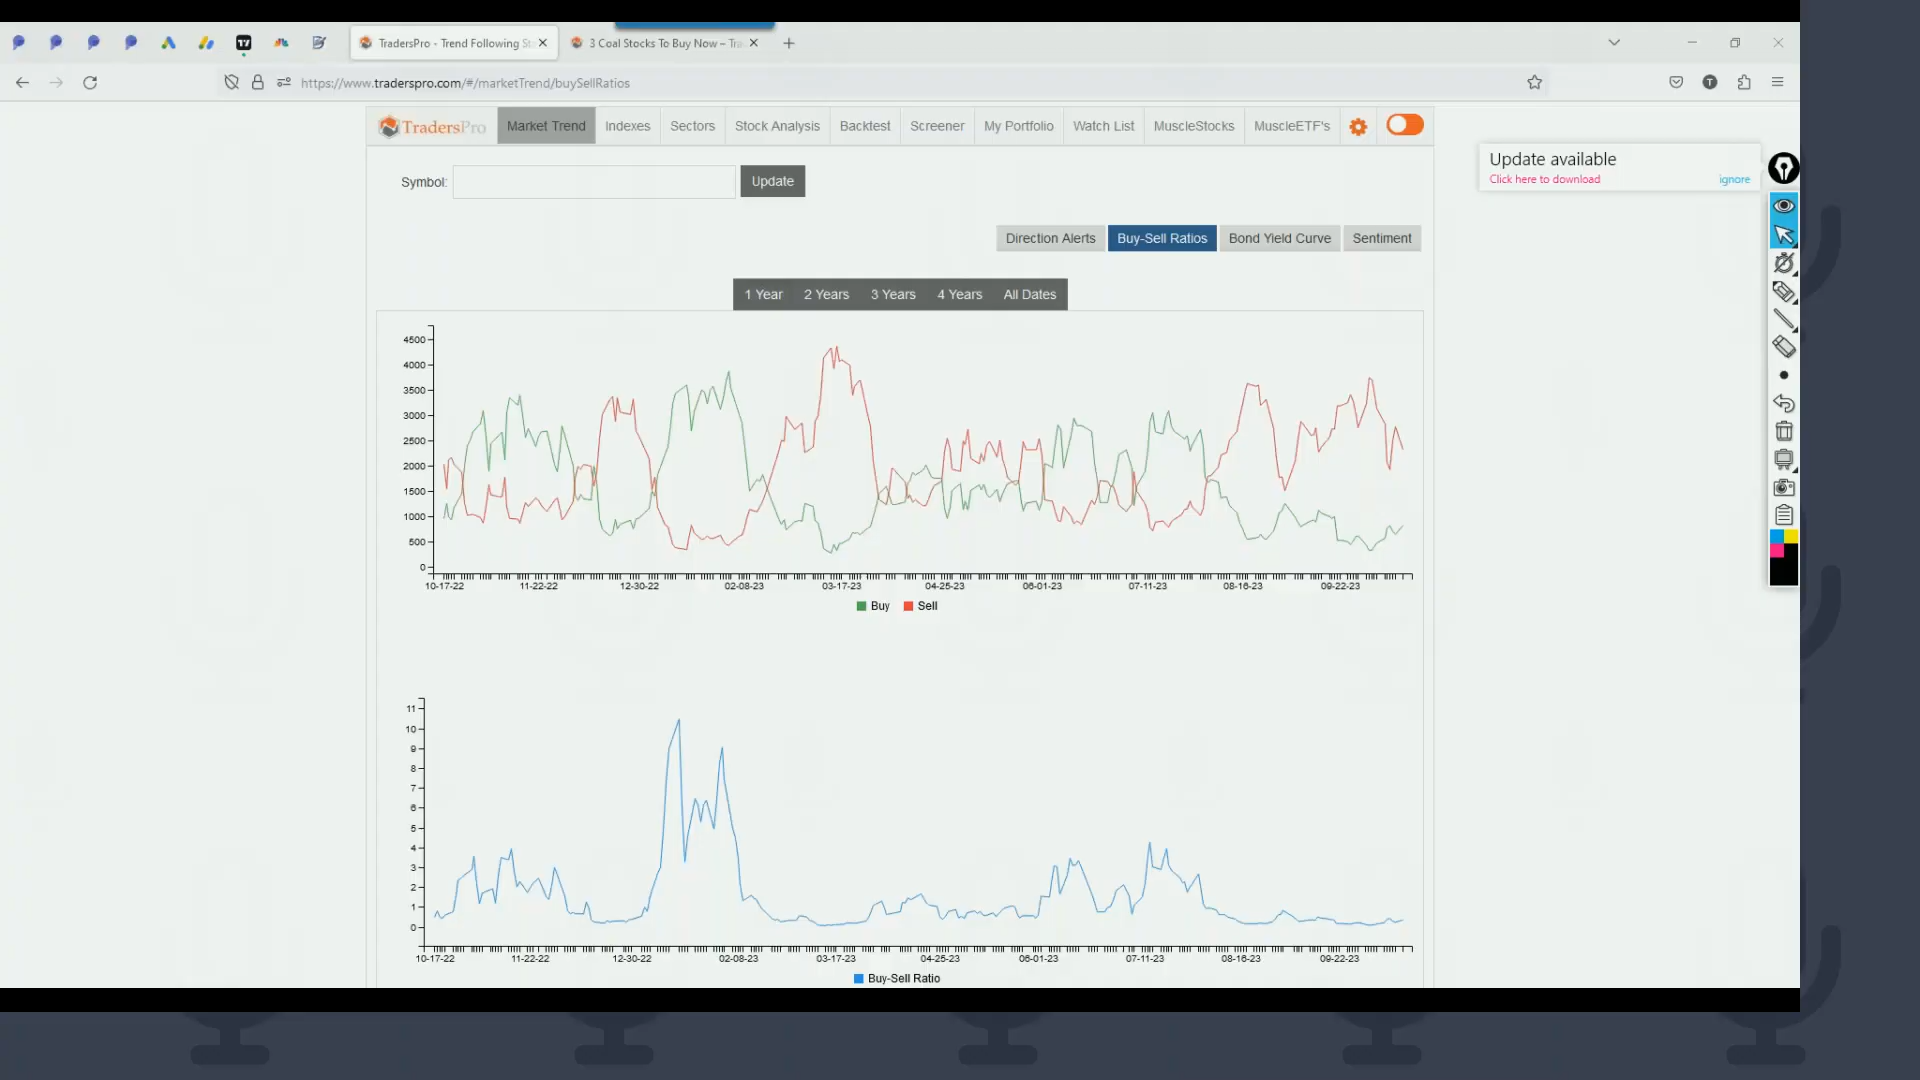 TradersPro - Trend Following St
3 Coal Stocks To Buy Now – Tra
https://www.traderspro.com/#/marketTrend/buySellRatios
TradersPro
Market Trend
Indexes
Sectors
Stock Analysis
Backtest
Screener
My Portfolio
Watch List
MuscleStocks
MuscleETF's
Update available
Click here to download
ignore
Symbol:
Update
Direction Alerts
Buy-Sell Ratios
Bond Yield Curve
Sentiment
1 Year
2 Years
3 Years
4 Years
All Dates
4500
4000
3500
3000
2500
2000
1500
1000
500
0
10-17-22
11-22-22
12-30-22
02-08-23
03-17-23
04-25-23
06-01-23
07-11-23
08-16-23
09-22-23
Buy
Sell
11
10
9
8
7
6
5
4
3
2
1
0
10-17-22
11-22-22
12-30-22
02-08-23
03-17-23
04-25-23
06-01-23
07-11-23
08-16-23
09-22-23
Buy-Sell Ratio